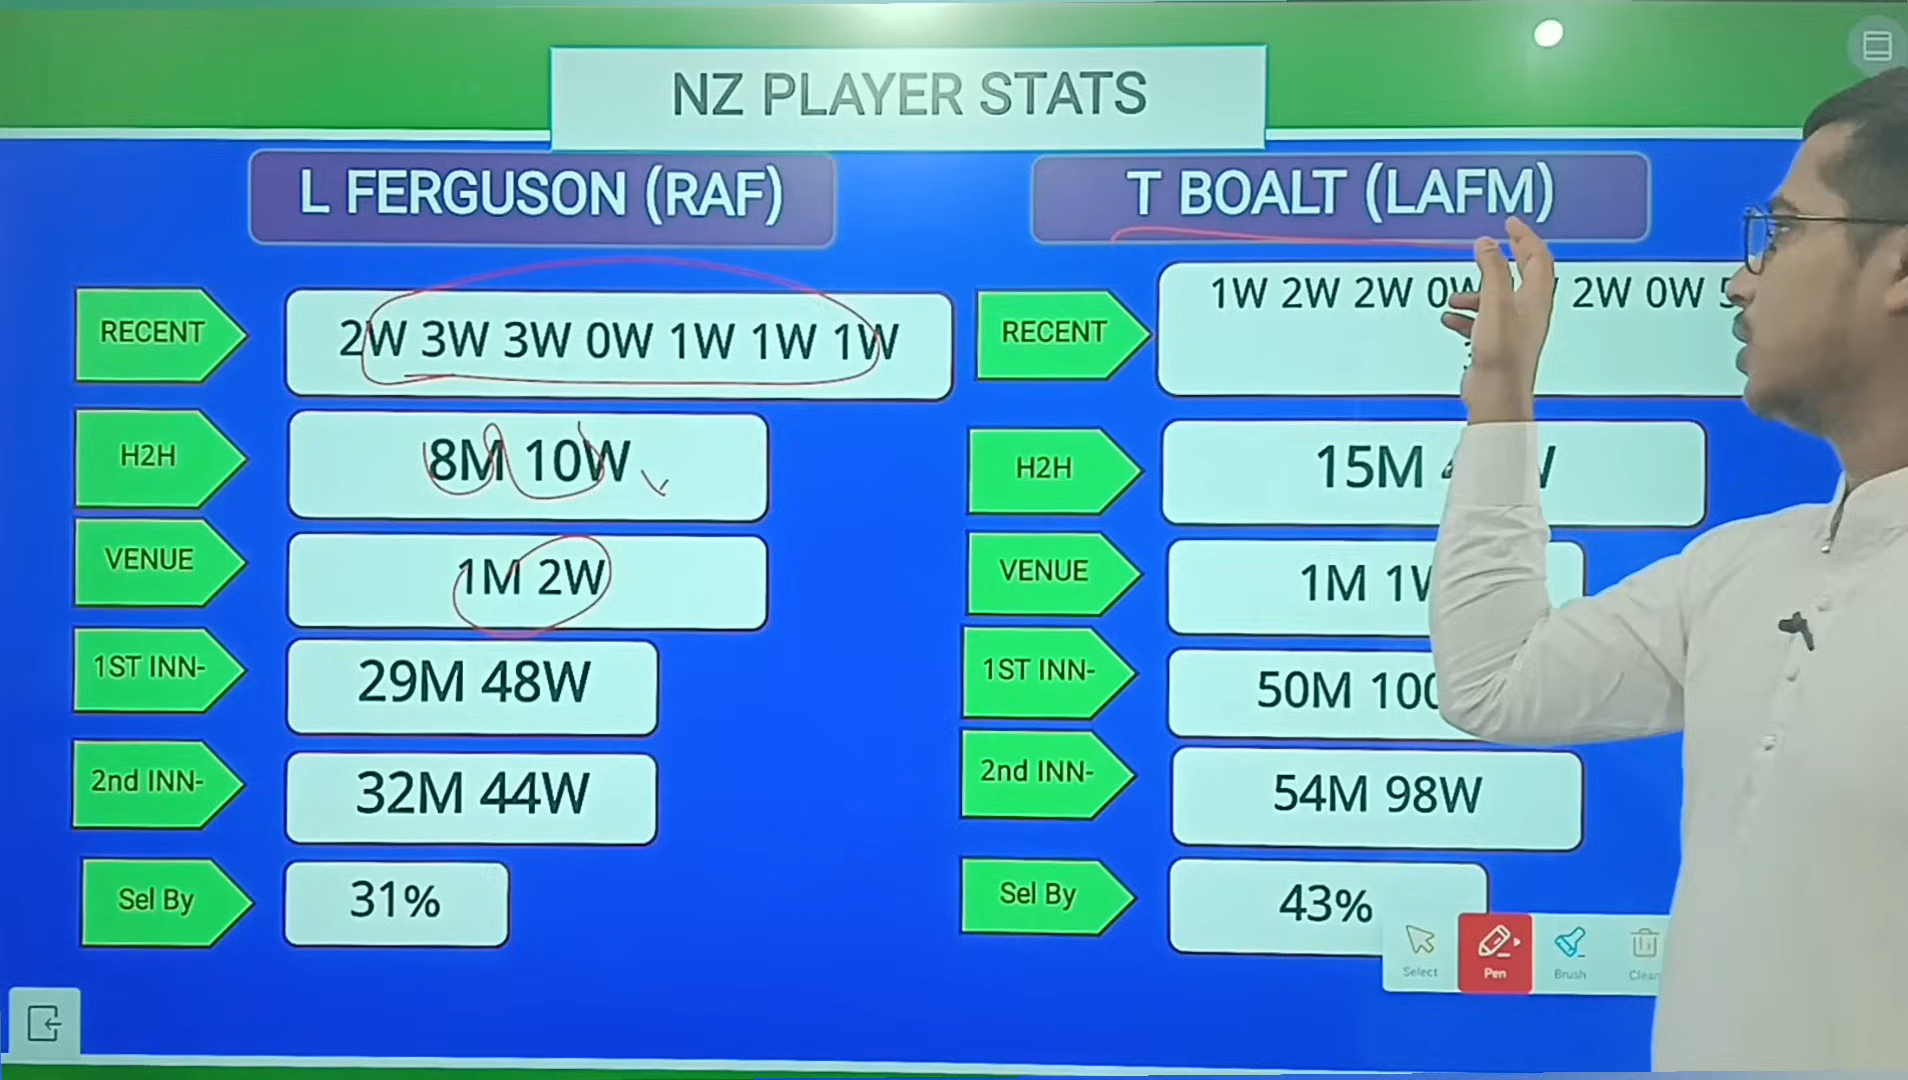 NZ PLAYER STATS
L FERGUSON (RAF)
RECENT
2W 3W 3W 0W 1W 1W 1W
H2H
8M 10W
VENUE
1M 2W
1ST INN-
29M 48W
2nd INN-
32M 44W
Sel By
31%
T BOALT (LAFM)
RECENT
1W 2W 2W 0W 2W 0W
H2H
15M
VENUE
1M
1ST INN-
50M
2nd INN-
54M 98W
Sel By
43%
Select
Pen
Brush